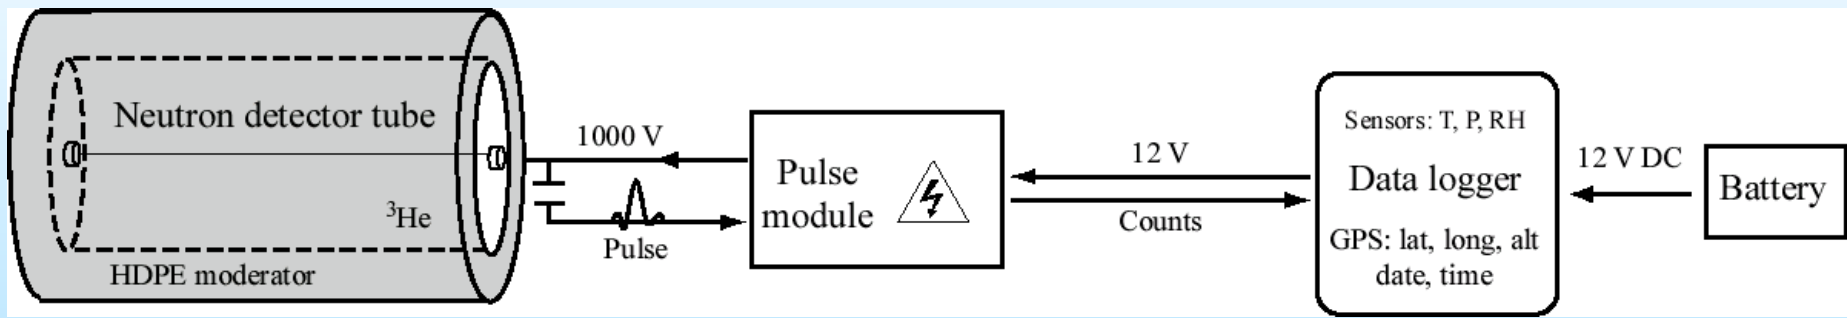 Neutron detector tube
³He
HDPE moderator
1000 V
Pulse
Pulse
module
12 V
Counts
Sensors: T, P, RH
Data logger
GPS: lat, long, alt
date, time
12 V DC
Battery